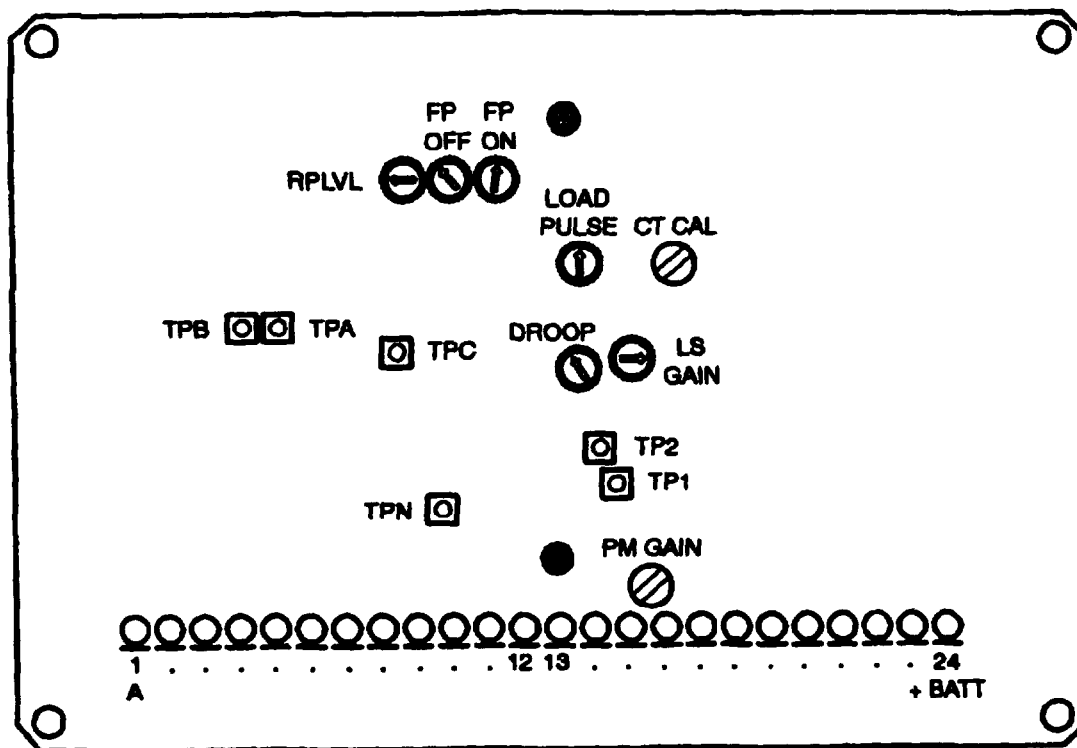 FP FP
OFF ON
RPLVL
LOAD
PULSE CT CAL
TPB TPA
TPC
DROOP
LS
GAIN
TP2
TP1
TPN
PM GAIN
1 . . . . . . . . . . 12 13 . . . . . . . . . . 24
A + BATT